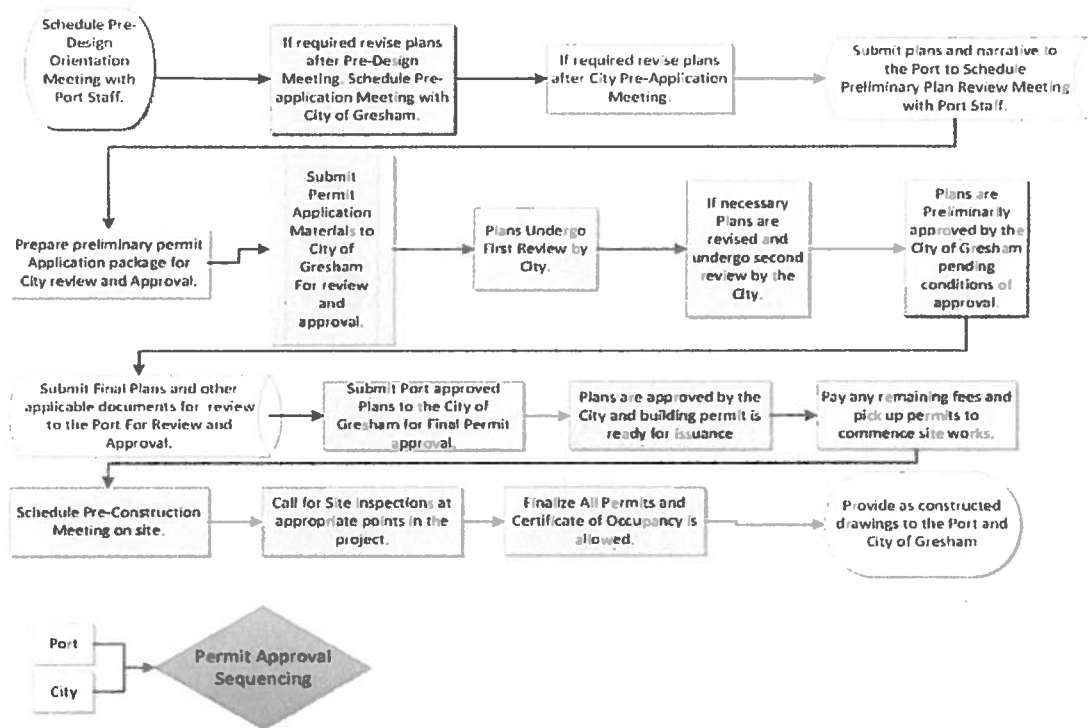 Schedule Pre-
Design
Orientation
Meeting with
Port Staff.
If required revise plans
after Pre-Design
Meeting. Schedule Pre-
application Meeting with
City of Gresham.
If required revise plans
after City Pre-Application
Meeting.
Submit plans and narrative to
the Port to Schedule
Preliminary Plan Review Meeting
with Port Staff.
Prepare preliminary permit
Application package for
City review and Approval.
Submit
Permit
Application
Materials to
City of
Gresham
For review
and
approval.
Plans Undergo
First Review by
City.
If necessary
Plans are
revised and
undergo second
review by the
City.
Plans are
Preliminarily
approved by the
City of Gresham
pending
conditions of
approval.
Submit Final Plans and other
applicable documents for review
to the Port For Review and
Approval.
Submit Port approved
Plans to the City of
Gresham for Final Permit
approval.
Plans are approved by the
City and building permit is
ready for issuance
Pay any remaining fees and
pick up permits to
commence site works.
Schedule Pre-Construction
Meeting on site.
Call for Site Inspections at
appropriate points in the
project.
Finalize All Permits and
Certificate of Occupancy is
allowed.
Provide as constructed
drawings to the Port and
City of Gresham
Port
City
Permit Approval
Sequencing